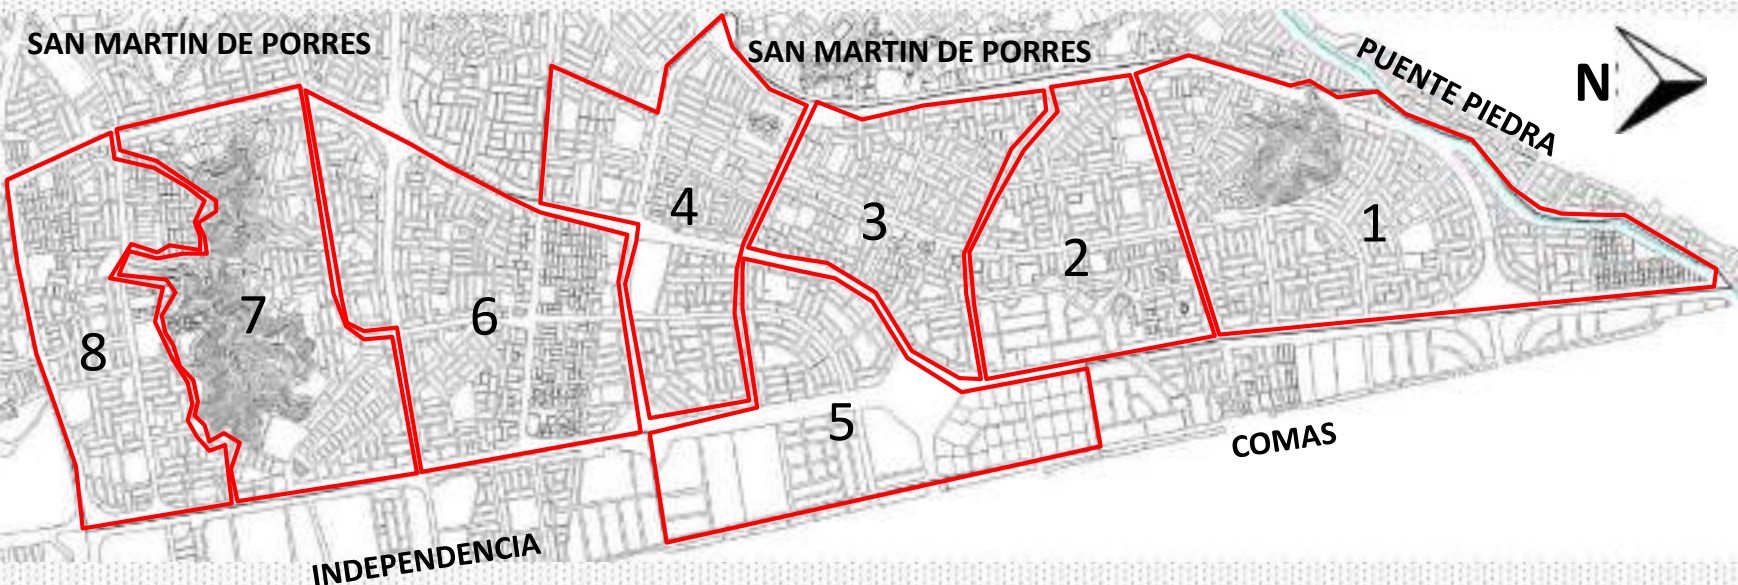 SAN MARTIN DE PORRES
SAN MARTIN DE PORRES
PUENTE PIEDRA
N
4
3
1
2
7
6
8
5
COMAS
INDEPENDENCIA